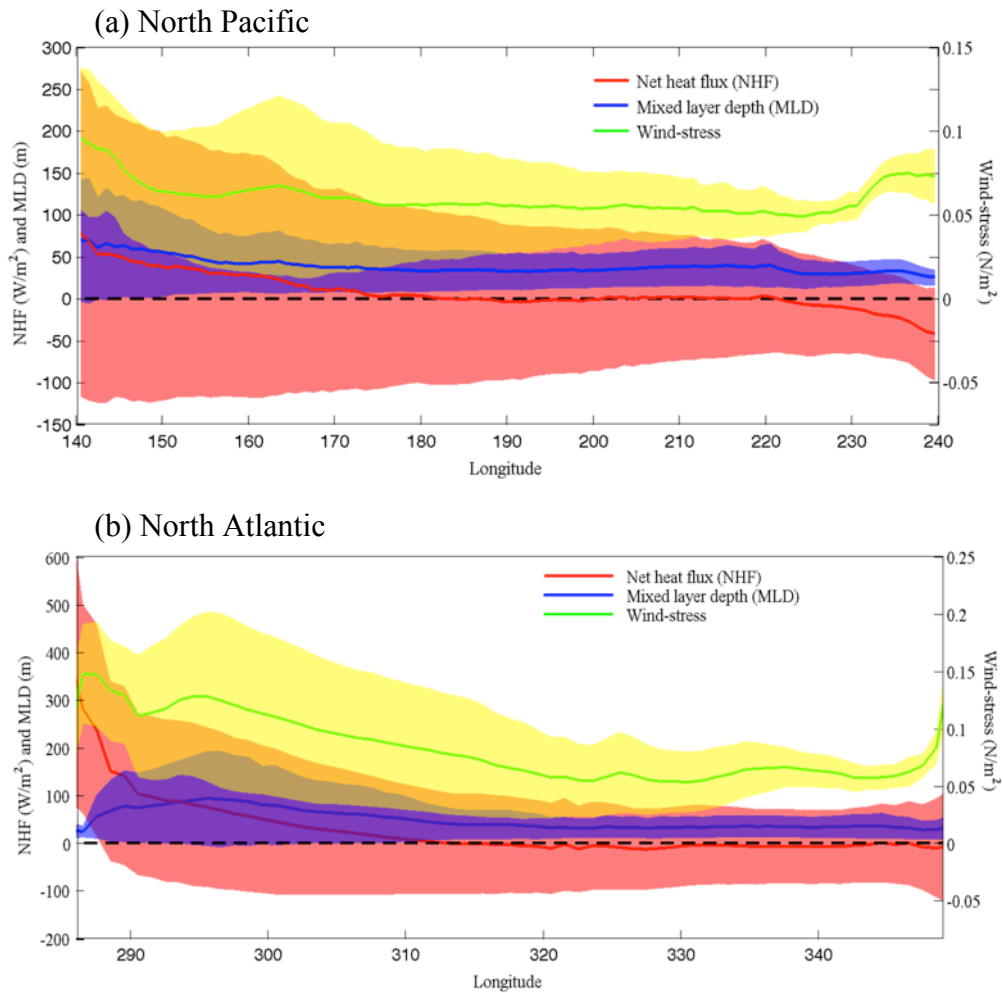 (a) North Pacific
300
250
200
150
100
50
0
-50
-100
-150
NHF (W/m²) and MLD (m)
Net heat flux (NHF)
Mixed layer depth (MLD)
Wind-stress
0.15
0.1
0.05
0
-0.05
Wind-stress (N/m²)
140 150 160 170 180 190 200 210 220 230 240
Longitude
(b) North Atlantic
600
500
400
300
200
100
0
-100
-200
NHF (W/m²) and MLD (m)
Net heat flux (NHF)
Mixed layer depth (MLD)
Wind-stress
0.25
0.2
0.15
0.1
0.05
0
-0.05
Wind-stress (N/m²)
290 300 310 320 330 340
Longitude